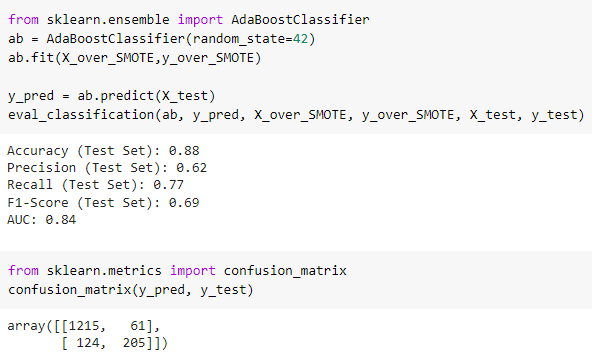 from sklearn.ensemble import AdaBoostClassifier
ab = AdaBoostClassifier(random_state=42)
ab.fit(X_over_SMOTE,y_over_SMOTE)
y_pred = ab.predict(X_test)
eval_classification(ab, y_pred, X_over_SMOTE, y_over_SMOTE, X_test, y_test)
Accuracy (Test Set): 0.88
Precision (Test Set): 0.62
Recall (Test Set): 0.77
F1-Score (Test Set): 0.69
AUC: 0.84
from sklearn.metrics import confusion_matrix
confusion_matrix(y_pred, y_test)
array([[1215,   61],
       [ 124,  205]])